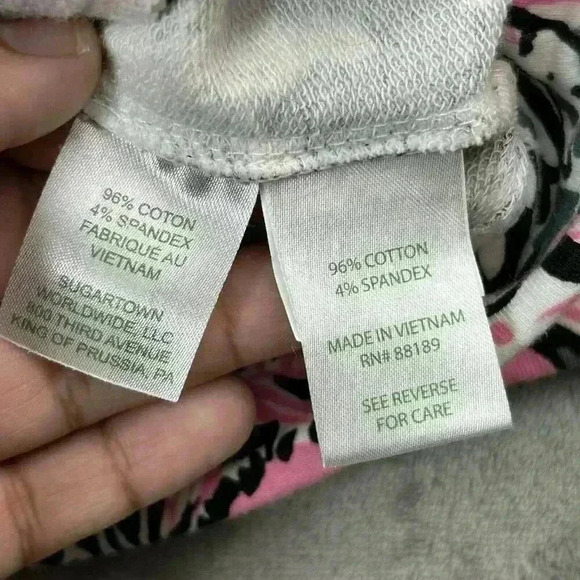 96% COTON
4% SPANDEX
FABRIQUE AU
VIETNAM
SUGARTOWN
WORLDWIDE, LLC
800 THIRD AVENUE
KING OF PRUSSIA, PA
96% COTTON
4% SPANDEX
MADE IN VIETNAM
RN# 88189
SEE REVERSE
FOR CARE